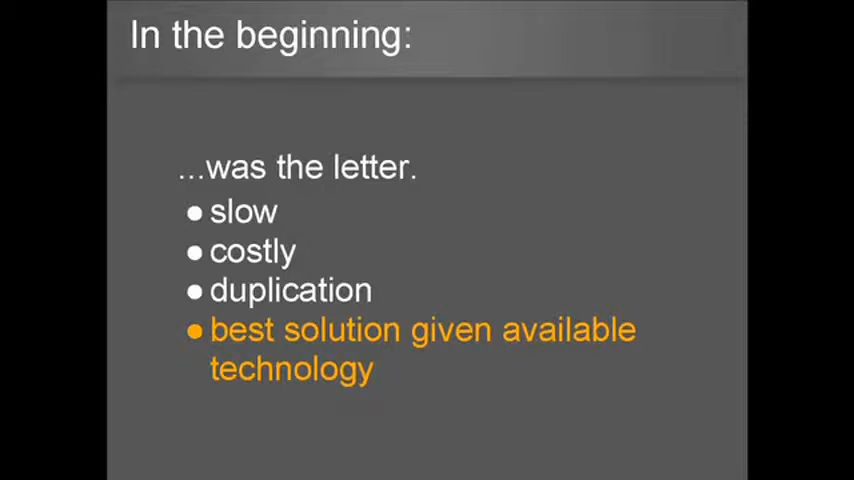 In the beginning:
...was the letter.
● slow
● costly
● duplication
● best solution given available
technology